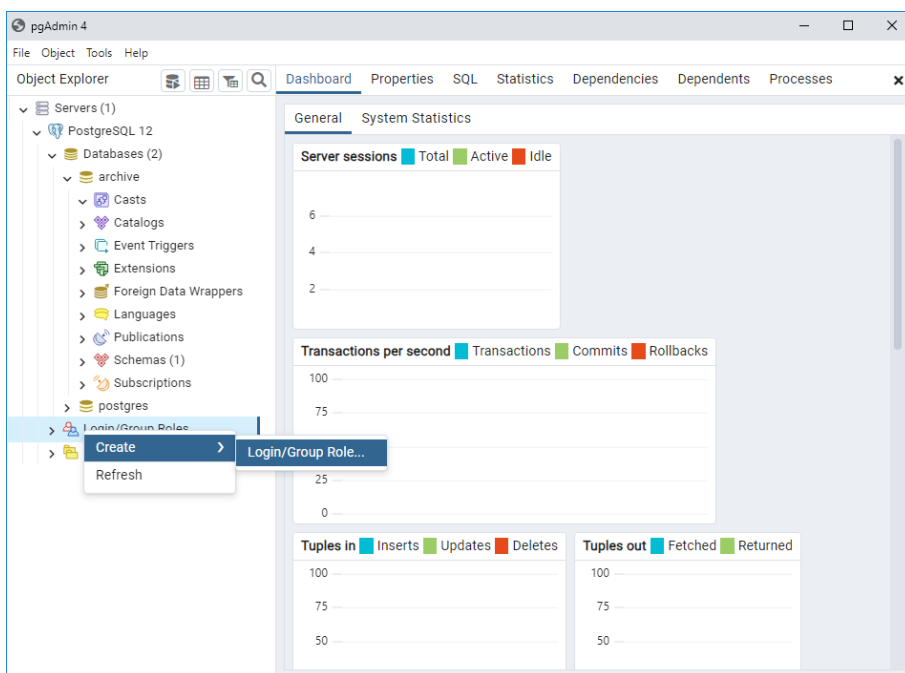 pgAdmin 4
File Object Tools Help
Object Explorer
Dashboard Properties SQL Statistics Dependencies Dependents Processes
Servers (1)
PostgreSQL 12
Databases (2)
archive
Casts
Catalogs
Event Triggers
Extensions
Foreign Data Wrappers
Languages
Publications
Schemas (1)
Subscriptions
postgres
Login/Group Roles
Create
Refresh
Login/Group Role...
General System Statistics
Server sessions Total Active Idle
6
4
2
Transactions per second Transactions Commits Rollbacks
100
75
25
0
Tuples in Inserts Updates Deletes
100
75
50
Tuples out Fetched Returned
100
75
50